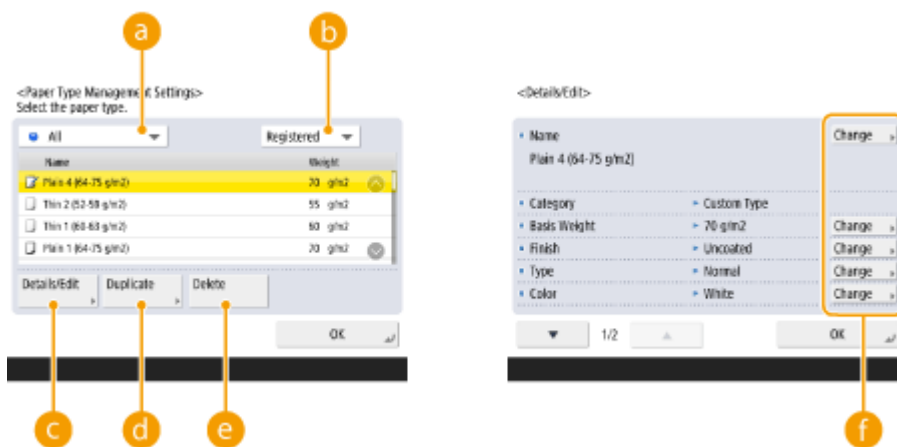 a
b
<Paper Type Management Settings>
Select the paper type.
All
Registered
Name Weight
Plain 4 (64-75 g/m2) 70 g/m2
Thin 2 (52-59 g/m2) 55 g/m2
Thin 1 (60-63 g/m2) 60 g/m2
Plain 1 (64-75 g/m2) 70 g/m2
Details/Edit Duplicate Delete
OK
c
d
e
<Details/Edit>
Name Change
Plain 4 (64-75 g/m2)
Category Custom Type
Basis Weight 70 g/m2 Change
Finish Uncoated Change
Type Normal Change
Color White Change
1/2 OK
f